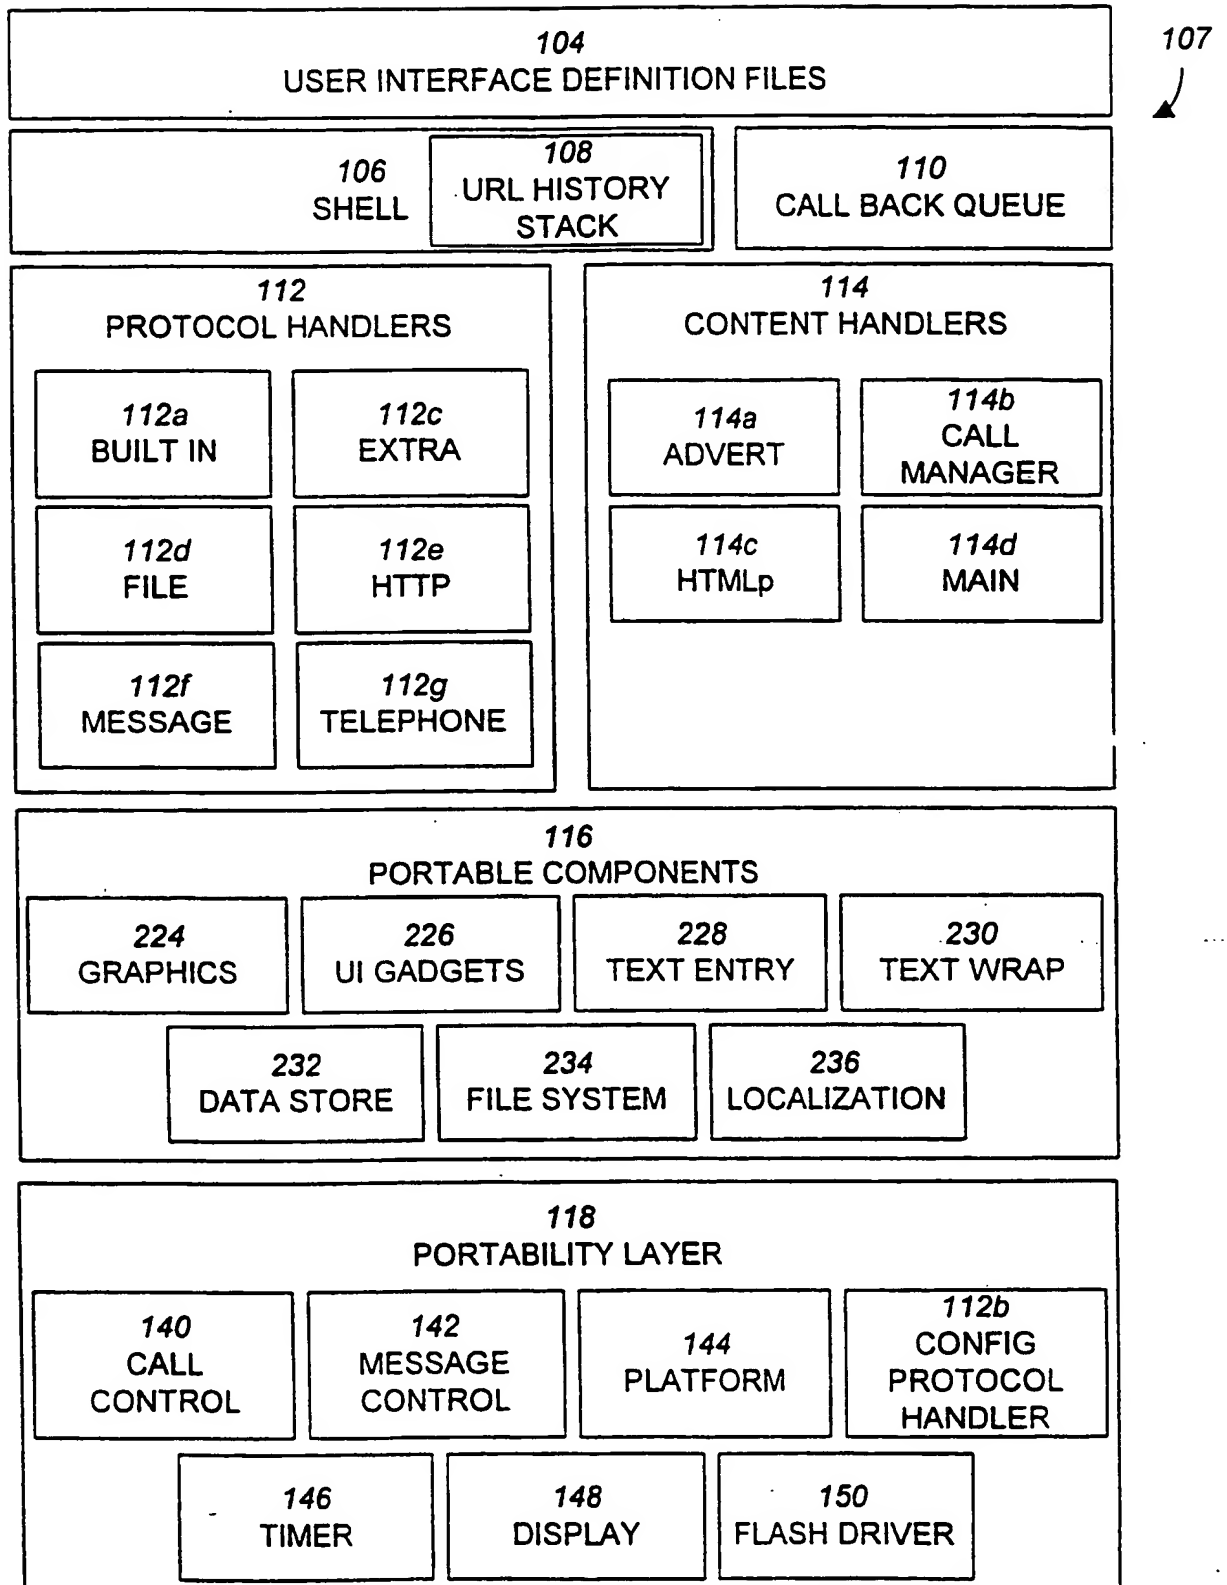 104
USER INTERFACE DEFINITION FILES
107
106
SHELL
108
URL HISTORY
STACK
110
CALL BACK QUEUE
112
PROTOCOL HANDLERS
112a
BUILT IN
112c
EXTRA
112d
FILE
112e
HTTP
112f
MESSAGE
112g
TELEPHONE
114
CONTENT HANDLERS
114a
ADVERT
114b
CALL
MANAGER
114c
HTMLp
114d
MAIN
116
PORTABLE COMPONENTS
224
GRAPHICS
226
UI GADGETS
228
TEXT ENTRY
230
TEXT WRAP
232
DATA STORE
234
FILE SYSTEM
236
LOCALIZATION
118
PORTABILITY LAYER
140
CALL
CONTROL
142
MESSAGE
CONTROL
144
PLATFORM
112b
CONFIG
PROTOCOL
HANDLER
146
TIMER
148
DISPLAY
150
FLASH DRIVER